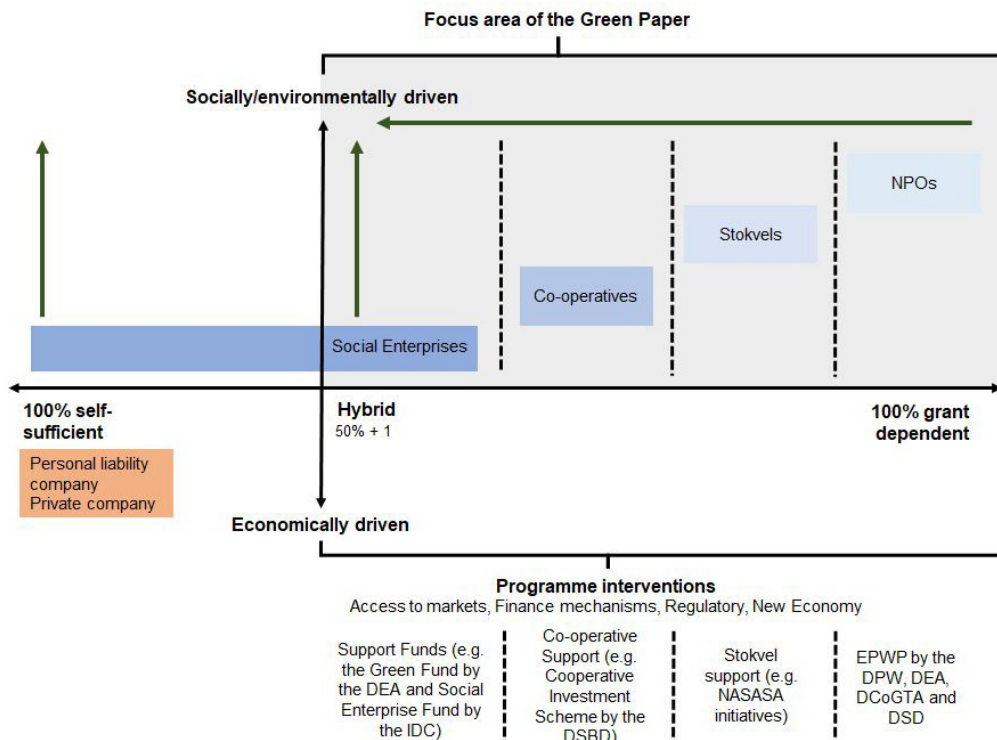 Focus area of the Green Paper
Socially/environmentally driven
NPOs
Stokvels
Co-operatives
Social Enterprises
100% self-
sufficient
Hybrid
50% + 1
100% grant
dependent
Personal liability
company
Private company
Economically driven
Programme interventions
Access to markets, Finance mechanisms, Regulatory, New Economy
Support Funds (e.g.
the Green Fund by
the DEA and Social
Enterprise Fund by
the IDC)
Co-operative
Support (e.g.
Cooperative
Investment
Scheme by the
DSBD)
Stokvel
support (e.g.
NASASA
initiatives)
EPWP by the
DPW, DEA,
DCoGTA and
DSD